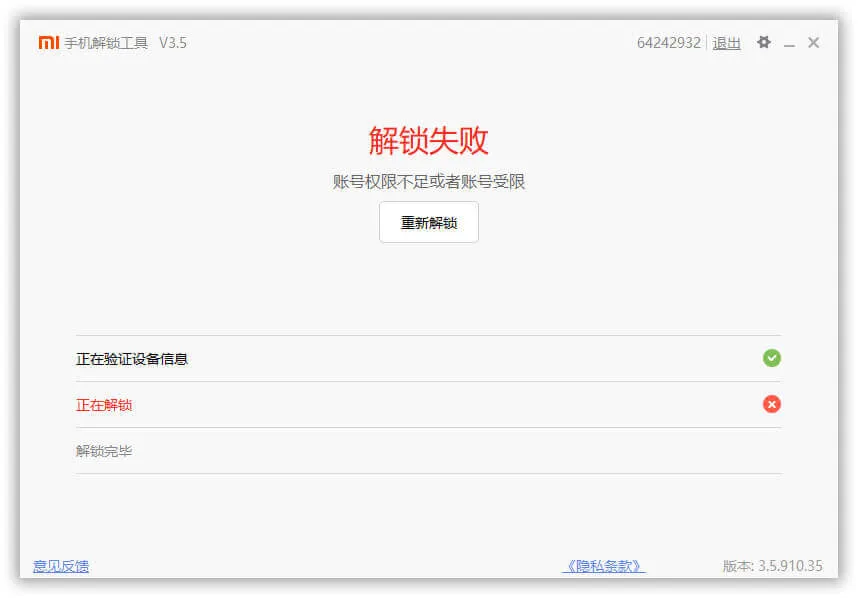 mi 手机解锁工具 V3.5 64242932 退出
解锁失败
账号权限不足或者账号受限
重新解锁
正在验证设备信息
正在解锁
解锁完毕
意见反馈 《隐私条款》 版本: 3.5.910.35